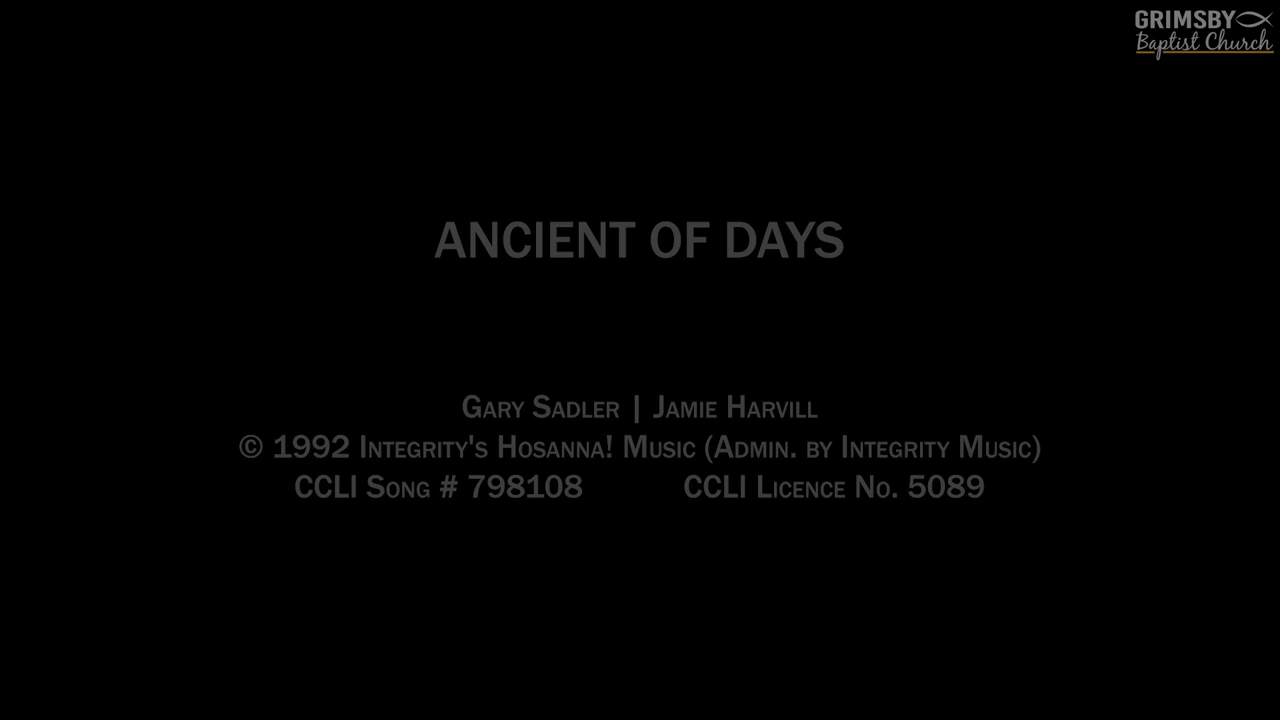 GRIMSBY
Baptist Church
ANCIENT OF DAYS
Gary Sadler | Jamie Harvill
© 1992 Integrity's Hosanna! Music (Admin. by Integrity Music)
CCLI Song # 798108 CCLI Licence No. 5089